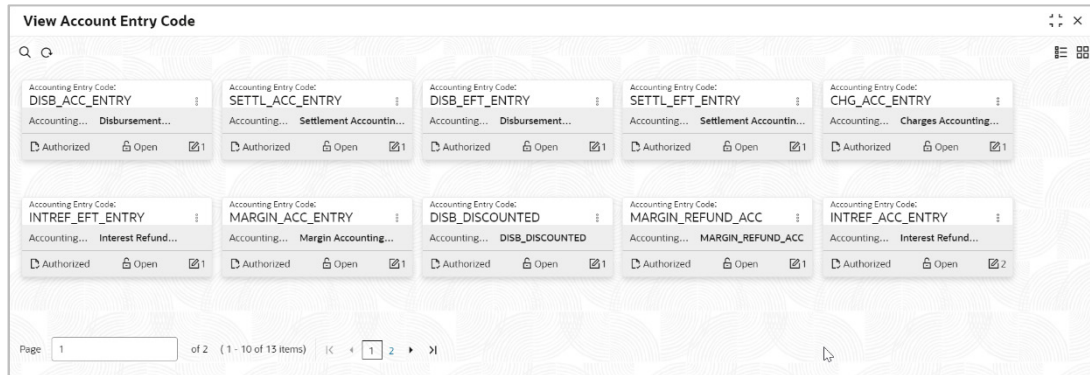 View Account Entry Code
Accounting Entry Code:
DISB_ACC_ENTRY
Accounting... Disbursement...
Authorized Open 1
Accounting Entry Code:
SETTL_ACC_ENTRY
Accounting... Settlement Accountin...
Authorized Open 1
Accounting Entry Code:
DISB_EFT_ENTRY
Accounting... Disbursement...
Authorized Open 1
Accounting Entry Code:
SETTL_EFT_ENTRY
Accounting... Settlement Accountin...
Authorized Open 1
Accounting Entry Code:
CHG_ACC_ENTRY
Accounting... Charges Accounting...
Authorized Open 1
Accounting Entry Code:
INTREF_EFT_ENTRY
Accounting... Interest Refund...
Authorized Open 1
Accounting Entry Code:
MARGIN_ACC_ENTRY
Accounting... Margin Accounting...
Authorized Open 1
Accounting Entry Code:
DISB_DISCOUNTED
Accounting... DISB_DISCOUNTED
Authorized Open 1
Accounting Entry Code:
MARGIN_REFUND_ACC
Accounting... MARGIN_REFUND_ACC
Authorized Open 1
Accounting Entry Code:
INTREF_ACC_ENTRY
Accounting... Interest Refund...
Authorized Open 2
Page 1 of 2 (1 - 10 of 13 items) 1 2